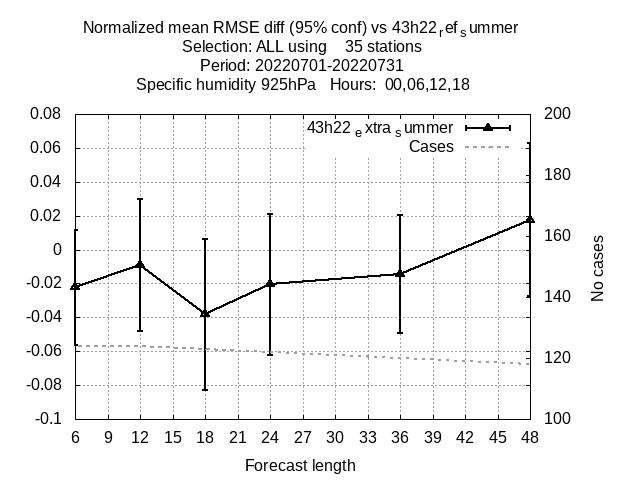 Normalized mean RMSE diff (95% conf) vs 43h22refsummer
Selection: ALL using 35 stations
Period: 20220701-20220731
Specific humidity 925hPa Hours: 00,06,12,18
43h22extrasummer
Cases
0.08
0.06
0.04
0.02
0
-0.02
-0.04
-0.06
-0.08
-0.1
200
180
160
140
120
100
No cases
6 9 12 15 18 21 24 27 30 33 36 39 42 45 48
Forecast length